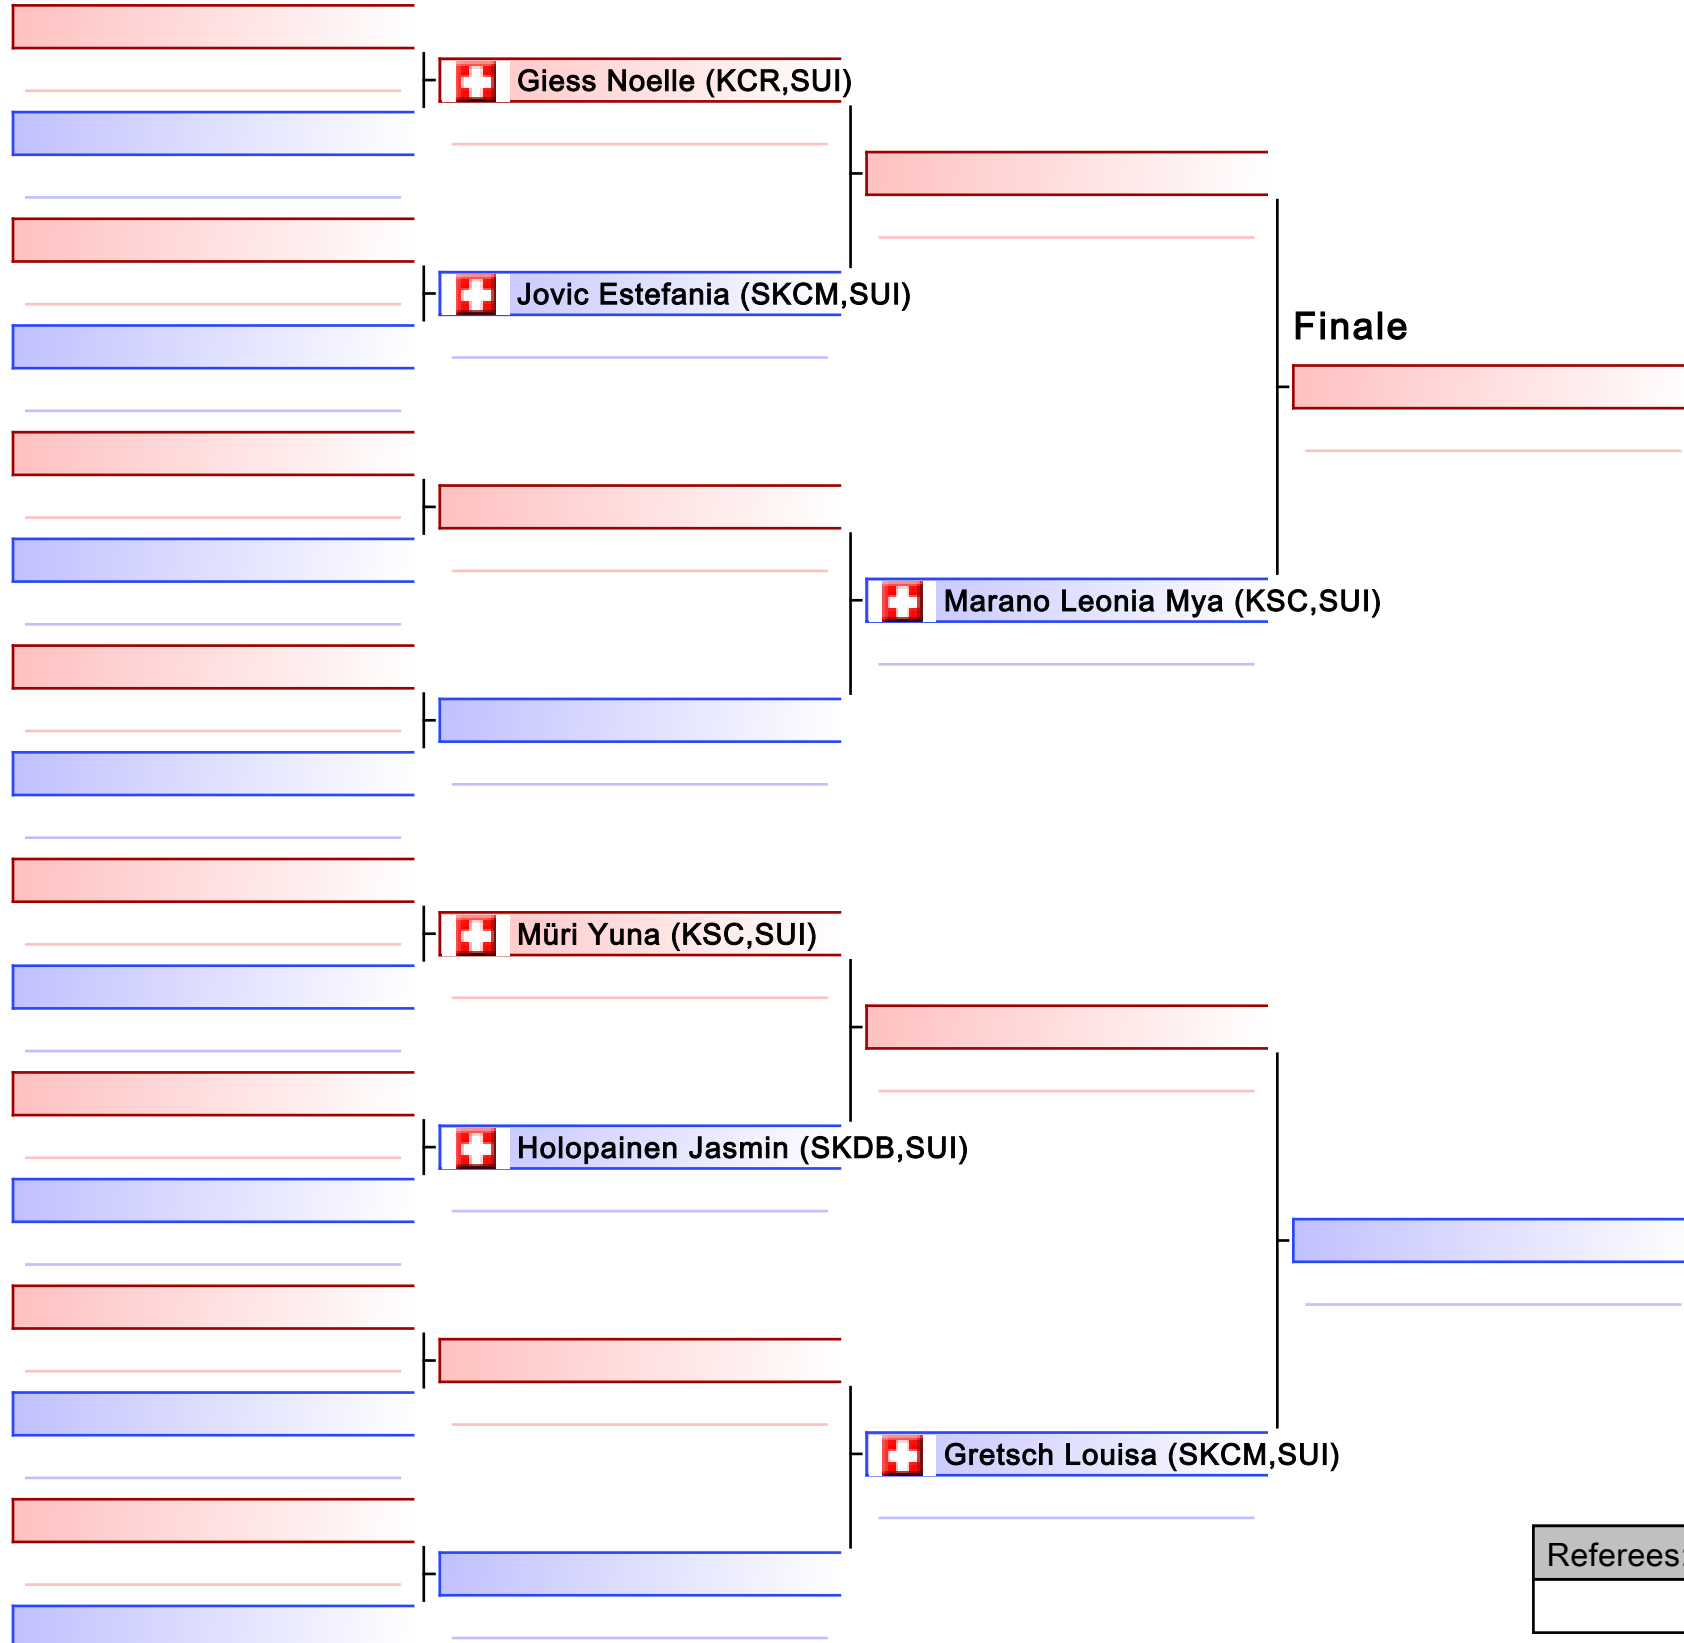 Giess Noelle (KCR,SUI)
Jovic Estefania (SKCM,SUI)
Finale
Marano Leonia Mya (KSC,SUI)
Müri Yuna (KSC,SUI)
Holopainen Jasmin (SKDB,SUI)
Gretsch Louisa (SKCM,SUI)
Referees: